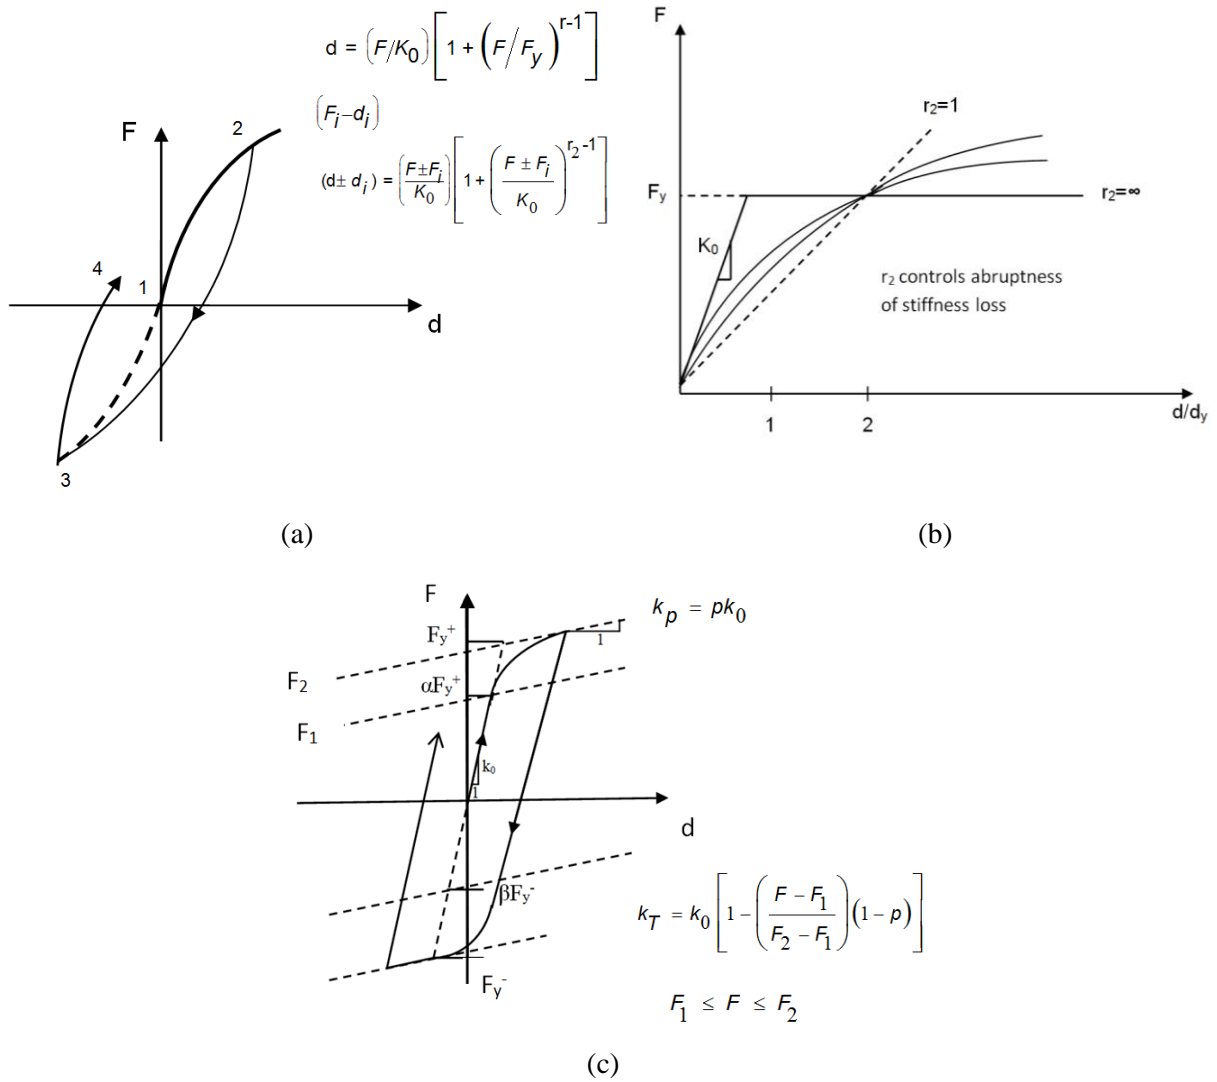 d = (F/K0)[1 + (F/Fy)^r-1]
(Fi–di)
(d± di) = (F±Fi/K0)[1 + (F ± Fi/K0)^r2-1]
F
2
4
1
d
3
(a)
F
r2=1
Fy
r2=∞
K0
r2 controls abruptness
of stiffness loss
1
2
d/dy
(b)
F
kp = pk0
Fy+
1
F2
αFy+
F1
k0
1
d
βFy-
kT = k0[1 − (F − F1/F2 − F1)(1 − p)]
Fy-
F1 ≤ F ≤ F2
(c)